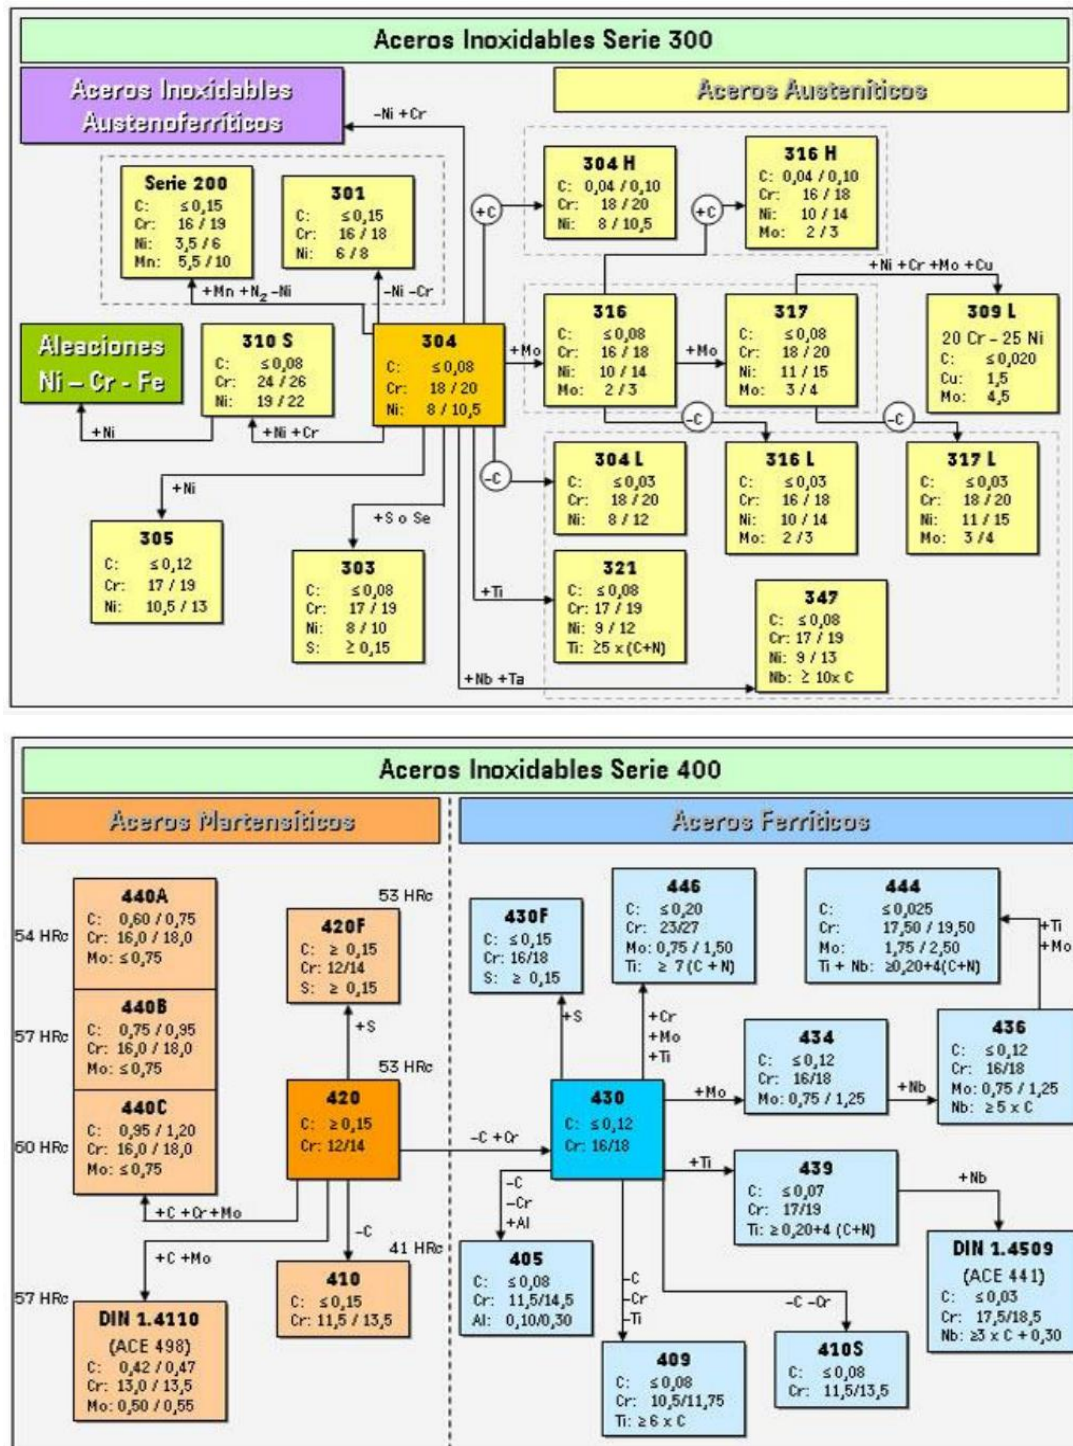 Aceros Inoxidables Serie 300
Aceros Inoxidables
Austenoferríticos
Aceros Austeníticos
−Ni +Cr
Serie 200
C: ≤ 0,15
Cr: 16 / 19
Ni: 3,5 / 6
Mn: 5,5 / 10
301
C: ≤ 0,15
Cr: 16 / 18
Ni: 6 / 8
+C
304 H
C: 0,04 / 0,10
Cr: 18 / 20
Ni: 8 / 10,5
+C
316 H
C: 0,04 / 0,10
Cr: 16 / 18
Ni: 10 / 14
Mo: 2 / 3
+Mn +N2 −Ni
−Ni −Cr
+Ni +Cr +Mo +Cu
Aleaciones
Ni – Cr - Fe
310 S
C: ≤ 0,08
Cr: 24 / 26
Ni: 19 / 22
304
C: ≤ 0,08
Cr: 18 / 20
Ni: 8 / 10,5
+Mo
316
C: ≤ 0,08
Cr: 16 / 18
Ni: 10 / 14
Mo: 2 / 3
+Mo
317
C: ≤ 0,08
Cr: 18 / 20
Ni: 11 / 15
Mo: 3 / 4
309 L
20 Cr – 25 Ni
C: ≤ 0,020
Cu: 1,5
Mo: 4,5
+Ni
+Ni +Cr
−C
−C
−C
304 L
C: ≤ 0,03
Cr: 18 / 20
Ni: 8 / 12
316 L
C: ≤ 0,03
Cr: 16 / 18
Ni: 10 / 14
Mo: 2 / 3
317 L
C: ≤ 0,03
Cr: 18 / 20
Ni: 11 / 15
Mo: 3 / 4
+Ni
+S o Se
305
C: ≤ 0,12
Cr: 17 / 19
Ni: 10,5 / 13
303
C: ≤ 0,08
Cr: 17 / 19
Ni: 8 / 10
S: ≥ 0,15
+Ti
321
C: ≤ 0,08
Cr: 17 / 19
Ni: 9 / 12
Ti: ≥5 x (C+N)
+Nb +Ta
347
C: ≤ 0,08
Cr: 17 / 19
Ni: 9 / 13
Nb: ≥ 10x C
Aceros Inoxidables Serie 400
Aceros Martensíticos
Aceros Ferríticos
54 HRc
440A
C: 0,60 / 0,75
Cr: 16,0 / 18,0
Mo: ≤ 0,75
57 HRc
440B
C: 0,75 / 0,95
Cr: 16,0 / 18,0
Mo: ≤ 0,75
60 HRc
440C
C: 0,95 / 1,20
Cr: 16,0 / 18,0
Mo: ≤ 0,75
53 HRc
420F
C: ≥ 0,15
Cr: 12/14
S: ≥ 0,15
+S
53 HRc
420
C: ≥ 0,15
Cr: 12/14
+C +Cr +Mo
−C
+C +Mo
41 HRc
410
C: ≤ 0,15
Cr: 11,5 / 13,5
57 HRc
DIN 1.4110
(ACE 498)
C: 0,42 / 0,47
Cr: 13,0 / 13,5
Mo: 0,50 / 0,55
−C +Cr
430F
C: ≤ 0,15
Cr: 16/18
S: ≥ 0,15
+S
446
C: ≤ 0,20
Cr: 23/27
Mo: 0,75 / 1,50
Ti: ≥ 7 (C + N)
+Cr
+Mo
+Ti
444
C: ≤ 0,025
Cr: 17,50 / 19,50
Mo: 1,75 / 2,50
Ti + Nb: ≥0,20+4(C+N)
+Ti
+Mo
430
C: ≤ 0,12
Cr: 16/18
+Mo
434
C: ≤ 0,12
Cr: 16/18
Mo: 0,75 / 1,25
+Nb
436
C: ≤ 0,12
Cr: 16/18
Mo: 0,75 / 1,25
Nb: ≥ 5 x C
+Ti
439
C: ≤ 0,07
Cr: 17/19
Ti: ≥ 0,20+4 (C+N)
+Nb
DIN 1.4509
(ACE 441)
C: ≤ 0,03
Cr: 17,5/18,5
Nb: ≥3 x C + 0,30
−C
−Cr
+Al
405
C: ≤ 0,08
Cr: 11,5/14,5
Al: 0,10/0,30
−C
−Cr
−Ti
409
C: ≤ 0,08
Cr: 10,5/11,75
Ti: ≥ 6 x C
−C −Cr
410S
C: ≤ 0,08
Cr: 11,5/13,5